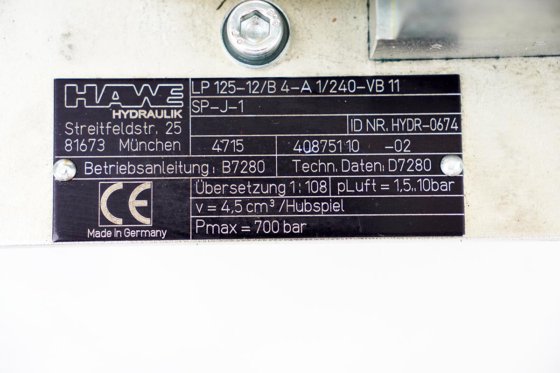 HAWE
HYDRAULIK
Streitfeldstr. 25
81673 München
LP 125-12/B 4-A 1/240-VB 11
SP-J-1
ID NR. HYDR-0674
4715 40875110 -02
Betriebsanleitung: B7280 Techn. Daten: D7280
CE
Made in Germany
Übersetzung 1:108 pLuft = 1,5..10bar
v = 4,5 cm³/Hubspiel
Pmax = 700 bar